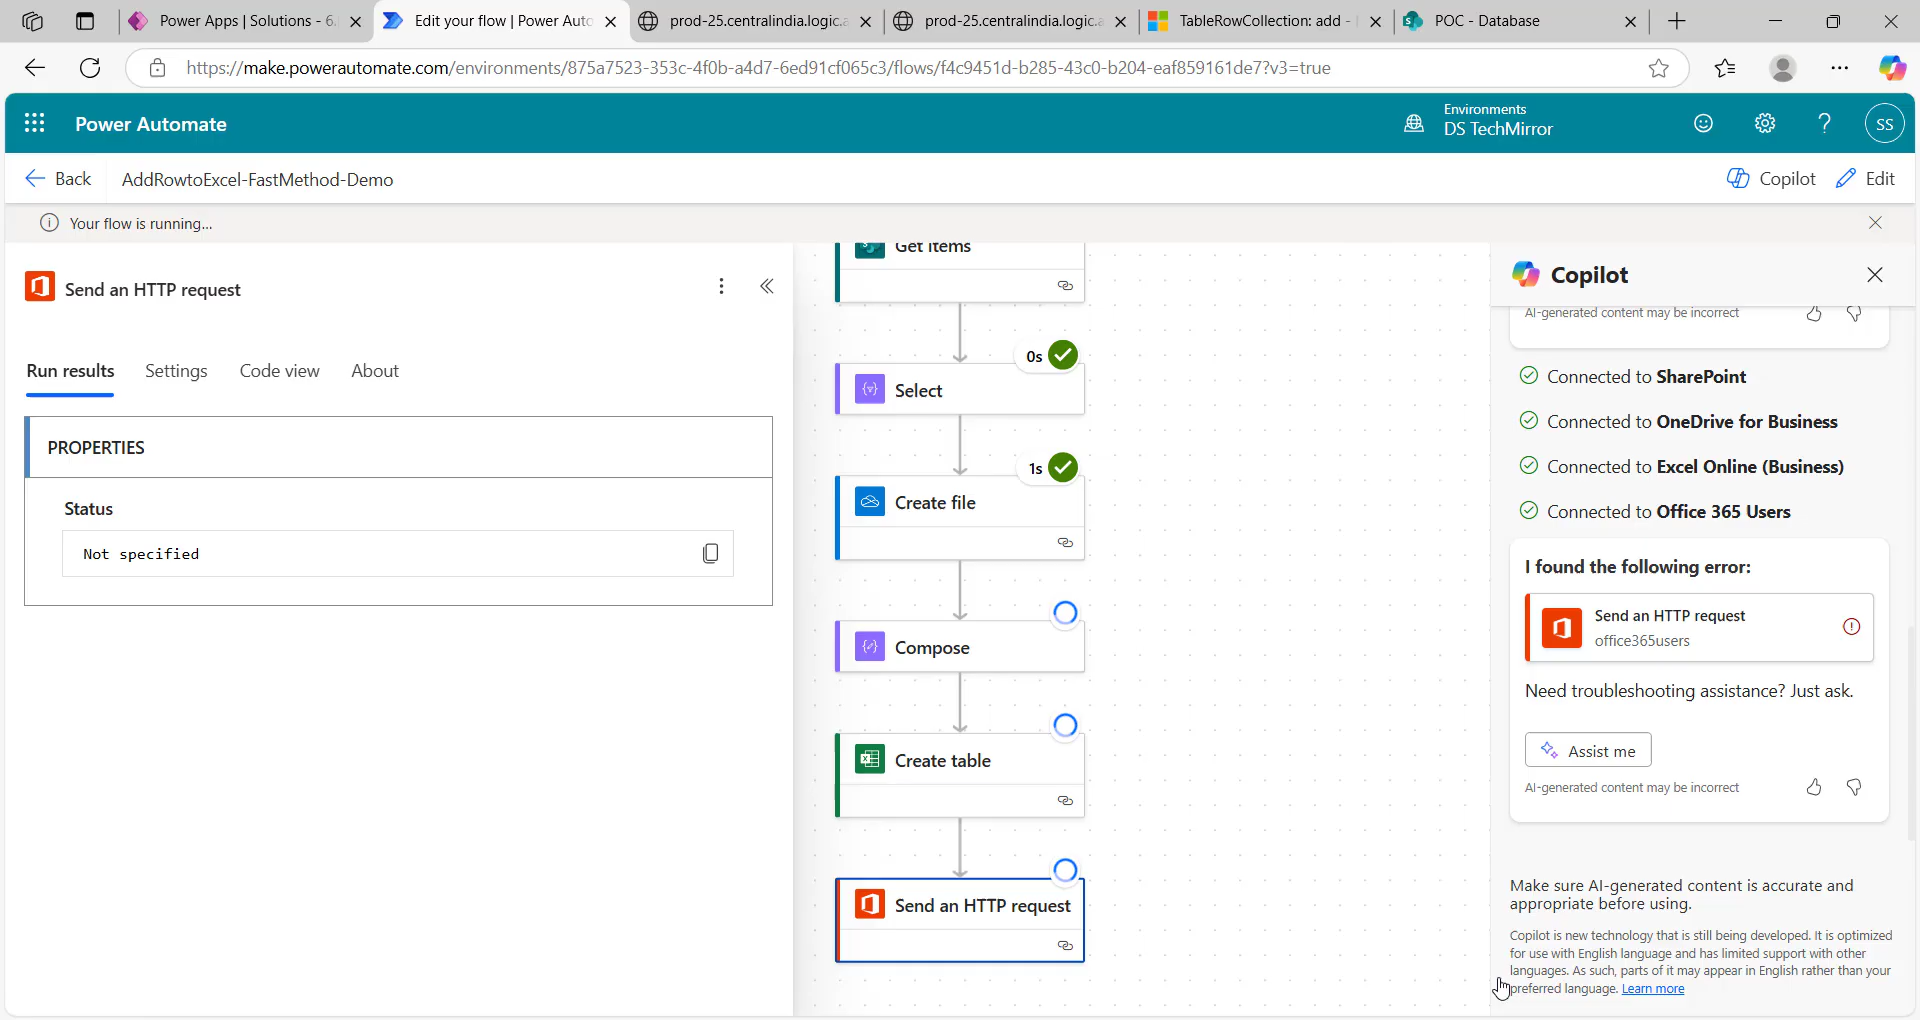 Power Apps | Solutions - 6.
Edit your flow | Power Auto
prod-25.centralindia.logic.a
prod-25.centralindia.logic.a
TableRowCollection: add -
POC - Database
https://make.powerautomate.com/environments/875a7523-353c-4f0b-a4d7-6ed91cf065c3/flows/f4c9451d-b285-43c0-b204-eaf859161de7?v3=true
Power Automate
Environments
DS TechMirror
SS
Back
AddRowtoExcel-FastMethod-Demo
Copilot
Edit
Your flow is running...
Send an HTTP request
Run results
Settings
Code view
About
PROPERTIES
Status
Not specified
Get items
0s
Select
1s
Create file
Compose
Create table
Send an HTTP request
Copilot
AI-generated content may be incorrect
Connected to SharePoint
Connected to OneDrive for Business
Connected to Excel Online (Business)
Connected to Office 365 Users
I found the following error:
Send an HTTP request
office365users
Need troubleshooting assistance? Just ask.
Assist me
AI-generated content may be incorrect
Make sure AI-generated content is accurate and
appropriate before using.
Copilot is new technology that is still being developed. It is optimized
for use with English language and has limited support with other
languages. As such, parts of it may appear in English rather than your
preferred language. Learn more